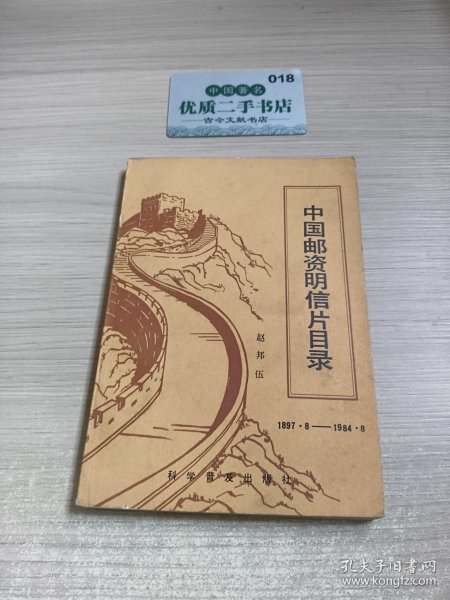 018
中国著名
优质二手书店
古今文献书店
中国邮资明信片目录
赵邦伍
1897·8——1984·8
科学普及出版社
孔夫子旧书网
www.kongfz.com